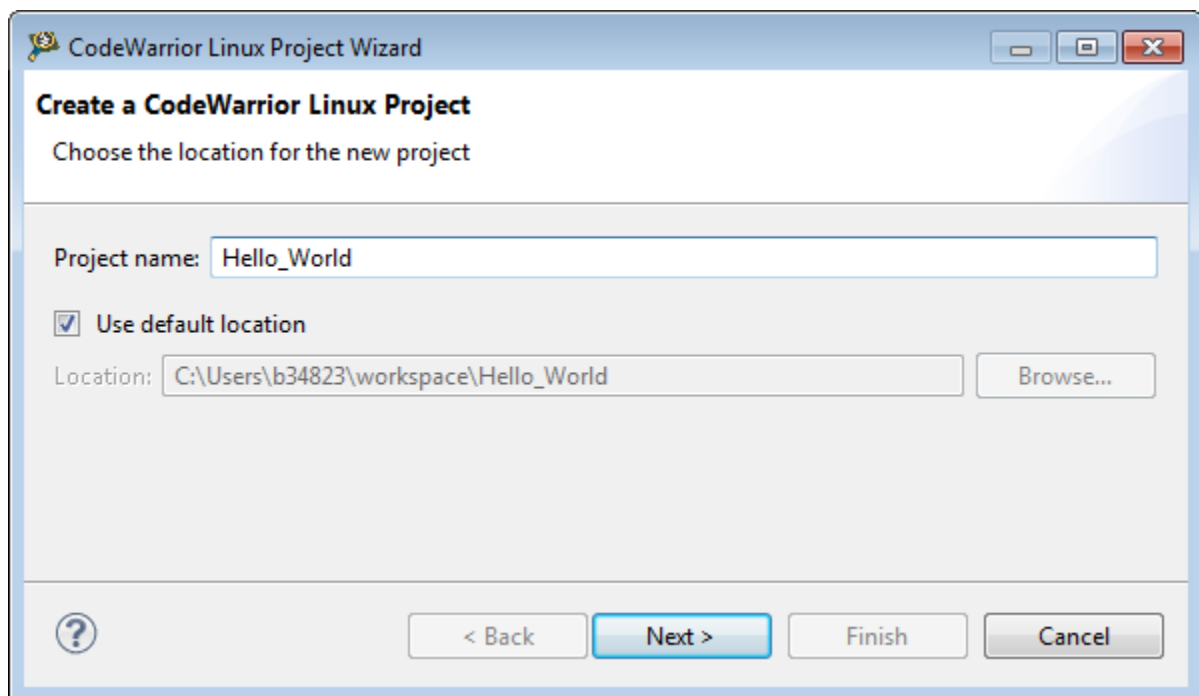 CodeWarrior Linux Project Wizard
Create a CodeWarrior Linux Project
Choose the location for the new project
Project name: Hello_World
Use default location
Location: C:\Users\b34823\workspace\Hello_World Browse...
? < Back Next > Finish Cancel